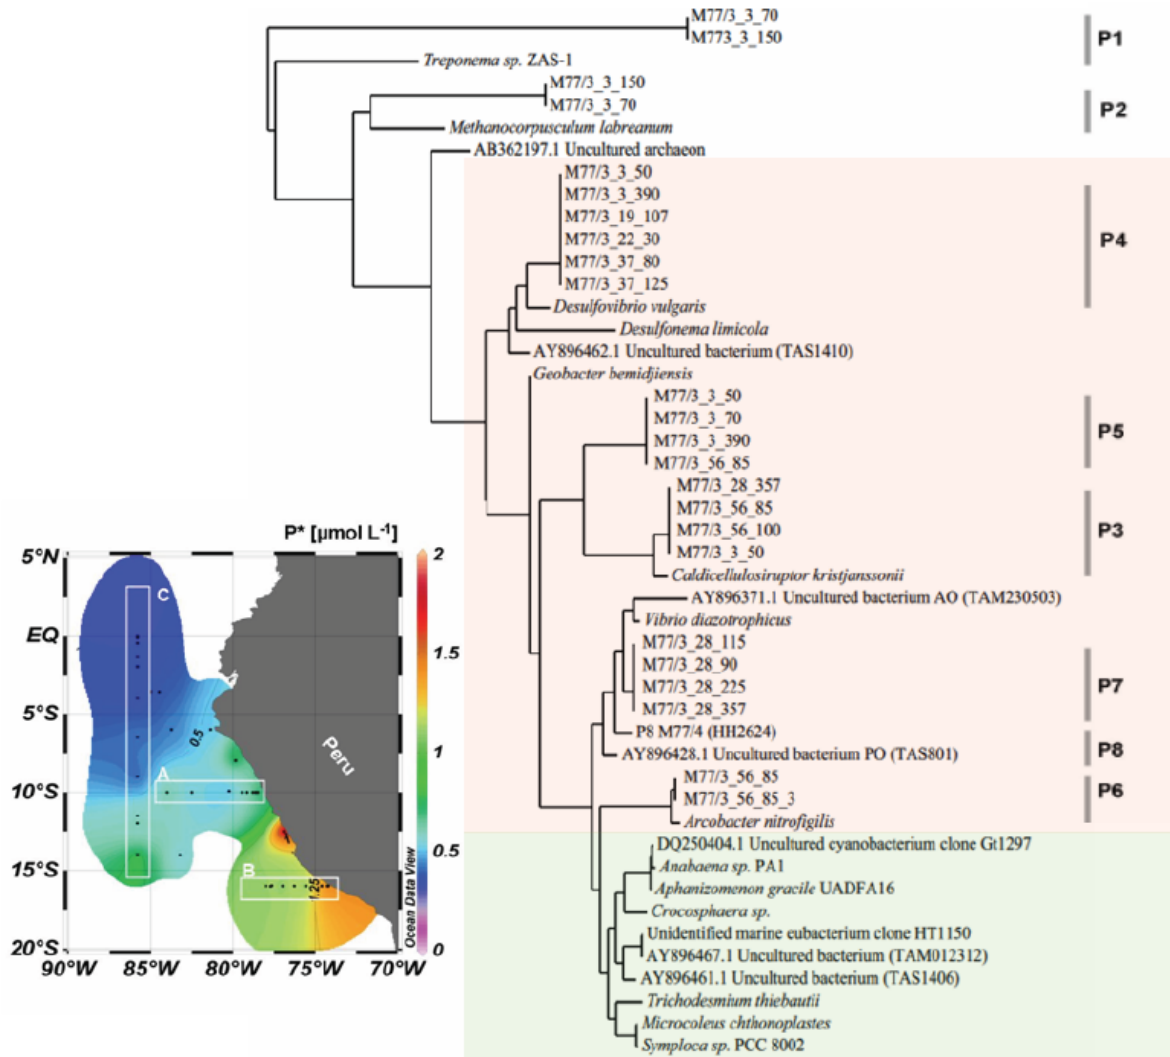 M77/3_3_70
M773_3_150
P1
Treponema sp. ZAS-1
M77/3_3_150
M77/3_3_70
P2
Methanocorpusculum labreanum
AB362197.1 Uncultured archaeon
M77/3_3_50
M77/3_3_390
M77/3_19_107
M77/3_22_30
P4
M77/3_37_80
M77/3_37_125
Desulfovibrio vulgaris
Desulfonema limicola
AY896462.1 Uncultured bacterium (TAS1410)
Geobacter bemidjiensis
M77/3_3_50
M77/3_3_70
P5
M77/3_3_390
M77/3_56_85
M77/3_28_357
M77/3_56_85
P3
M77/3_56_100
M77/3_3_50
Caldicellulosiruptor kristjanssonii
AY896371.1 Uncultured bacterium AO (TAM230503)
Vibrio diazotrophicus
M77/3_28_115
M77/3_28_90
P7
M77/3_28_225
M77/3_28_357
P8 M77/4 (HH2624)
P8
AY896428.1 Uncultured bacterium PO (TAS801)
M77/3_56_85
P6
M77/3_56_85_3
Arcobacter nitrofigilis
DQ250404.1 Uncultured cyanobacterium clone Gt1297
Anabaena sp. PA1
Aphanizomenon gracile UADFA16
Crocosphaera sp.
Unidentified marine eubacterium clone HT1150
AY896467.1 Uncultured bacterium (TAM012312)
AY896461.1 Uncultured bacterium (TAS1406)
Trichodesmium thiebautii
Microcoleus chthonoplastes
Symploca sp. PCC 8002
P* [µmol L⁻¹]
5°N
EQ
5°S
10°S
15°S
20°S
90°W
85°W
80°W
75°W
70°W
C
A
B
0.5
1.25
Peru
Ocean Data View
2
1.5
1
0.5
0